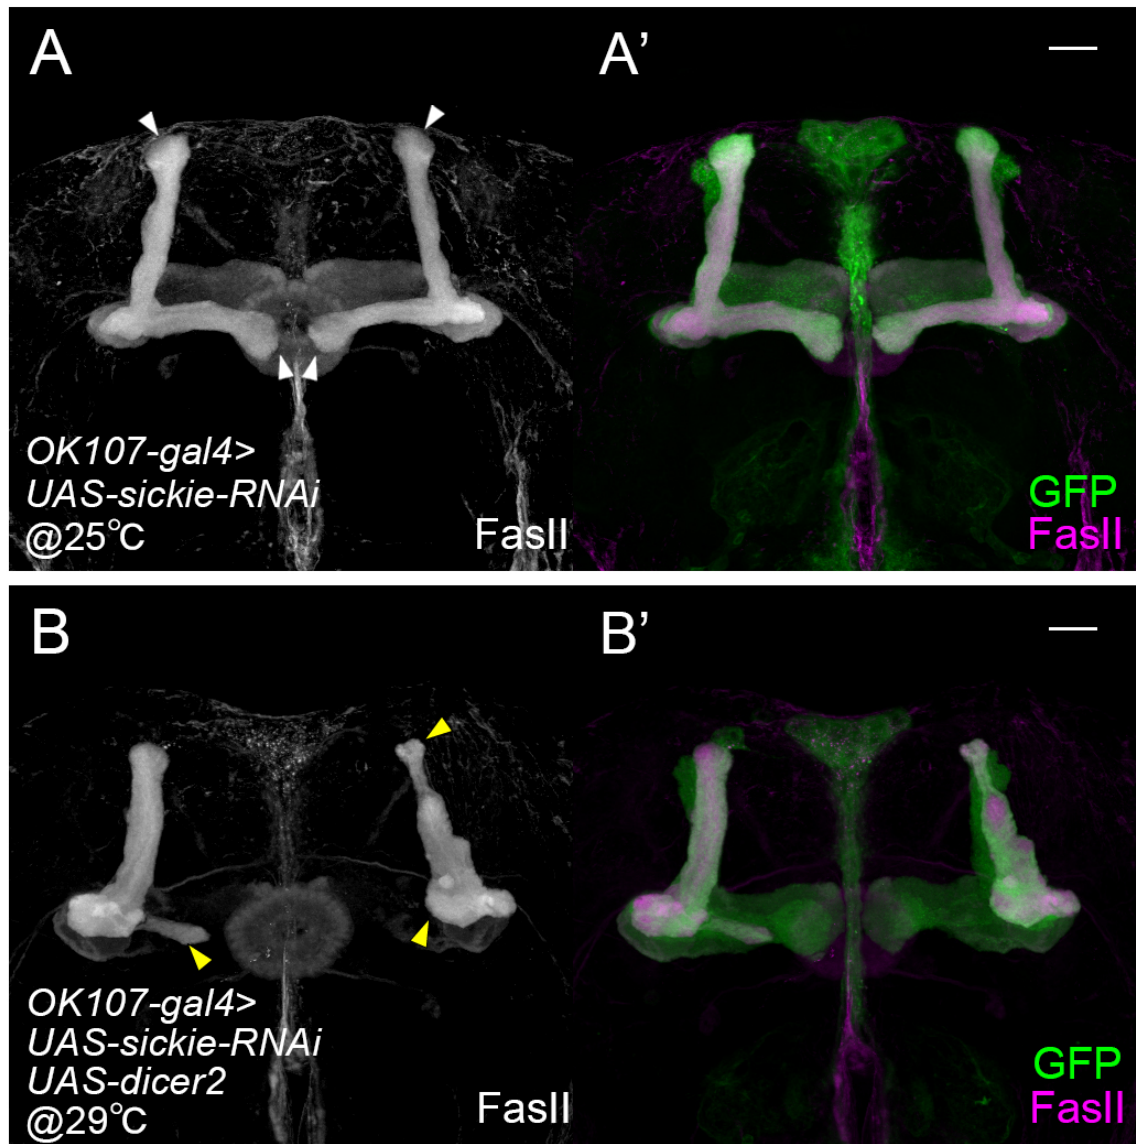 A
A’
OK107-gal4>
UAS-sickie-RNAi
@25℃
FasII
GFP
FasII
B
B’
OK107-gal4>
UAS-sickie-RNAi
UAS-dicer2
@29℃
FasII
GFP
FasII